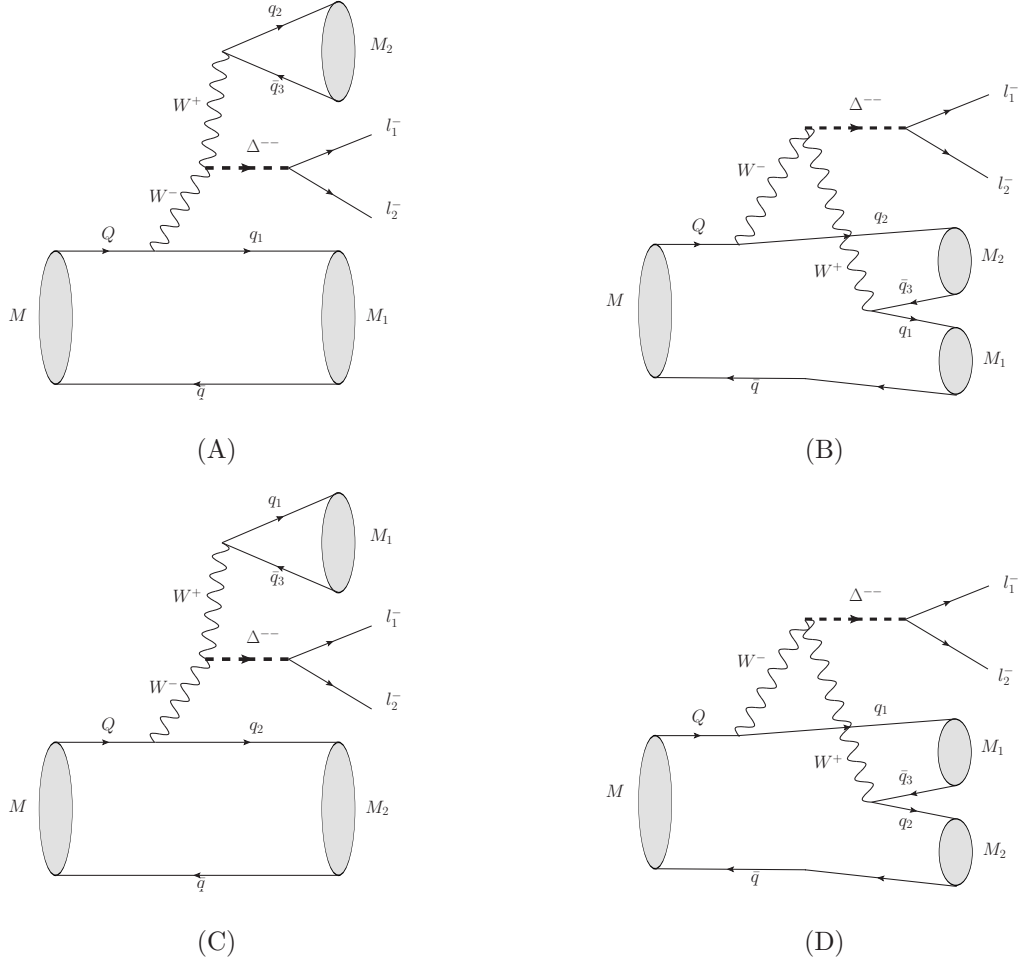 q₂
M₂
q̄₃
W⁺
Δ⁻⁻
l₁⁻
l₂⁻
W⁻
Q
q₁
M
M₁
q̄
(A)
Δ⁻⁻
l₁⁻
l₂⁻
W⁻
Q
q₂
M₂
W⁺
q̄₃
M
q₁
M₁
q̄
(B)
q₁
M₁
q̄₃
W⁺
Δ⁻⁻
l₁⁻
l₂⁻
W⁻
Q
q₂
M
M₂
q̄
(C)
Δ⁻⁻
l₁⁻
l₂⁻
W⁻
Q
q₁
M₁
W⁺
q̄₃
M
q₂
M₂
q̄
(D)